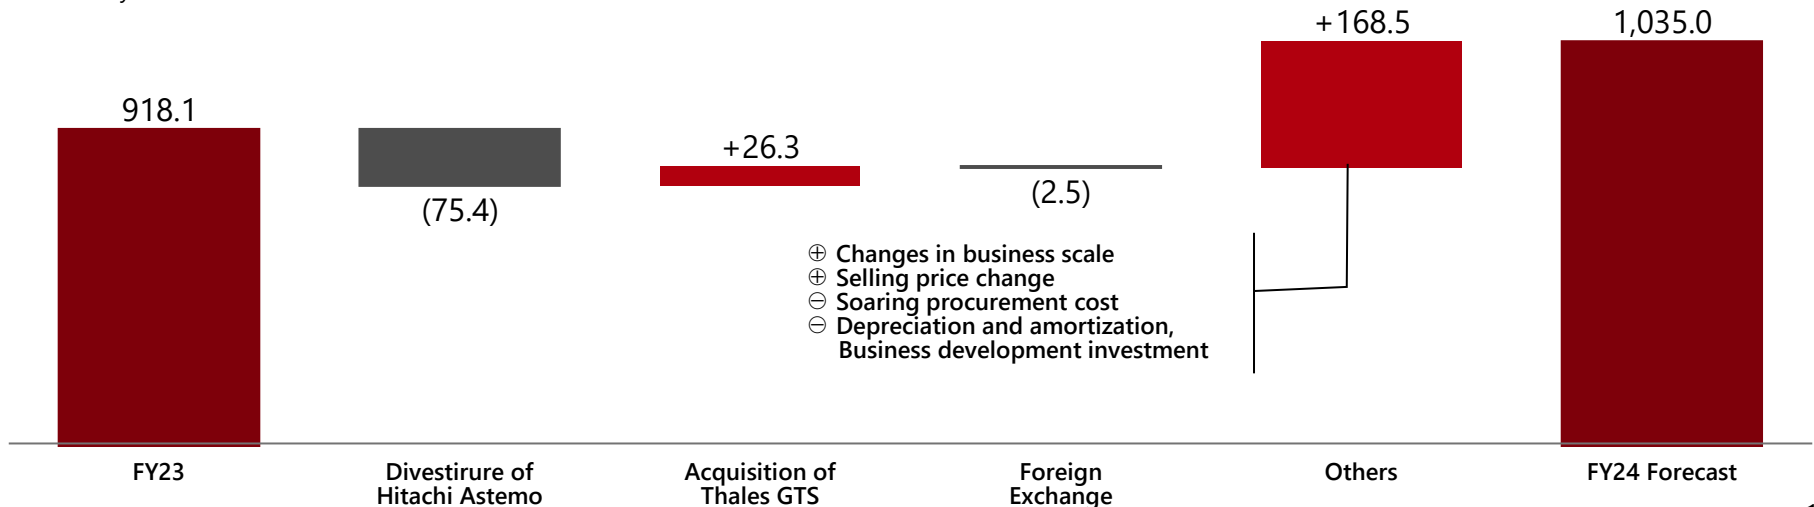 +168.5
1,035.0
918.1
+26.3
(75.4)
(2.5)
⊕ Changes in business scale
⊕ Selling price change
⊖ Soaring procurement cost
⊖ Depreciation and amortization,
Business development investment
FY23
Divestirure of
Hitachi Astemo
Acquisition of
Thales GTS
Foreign
Exchange
Others
FY24 Forecast